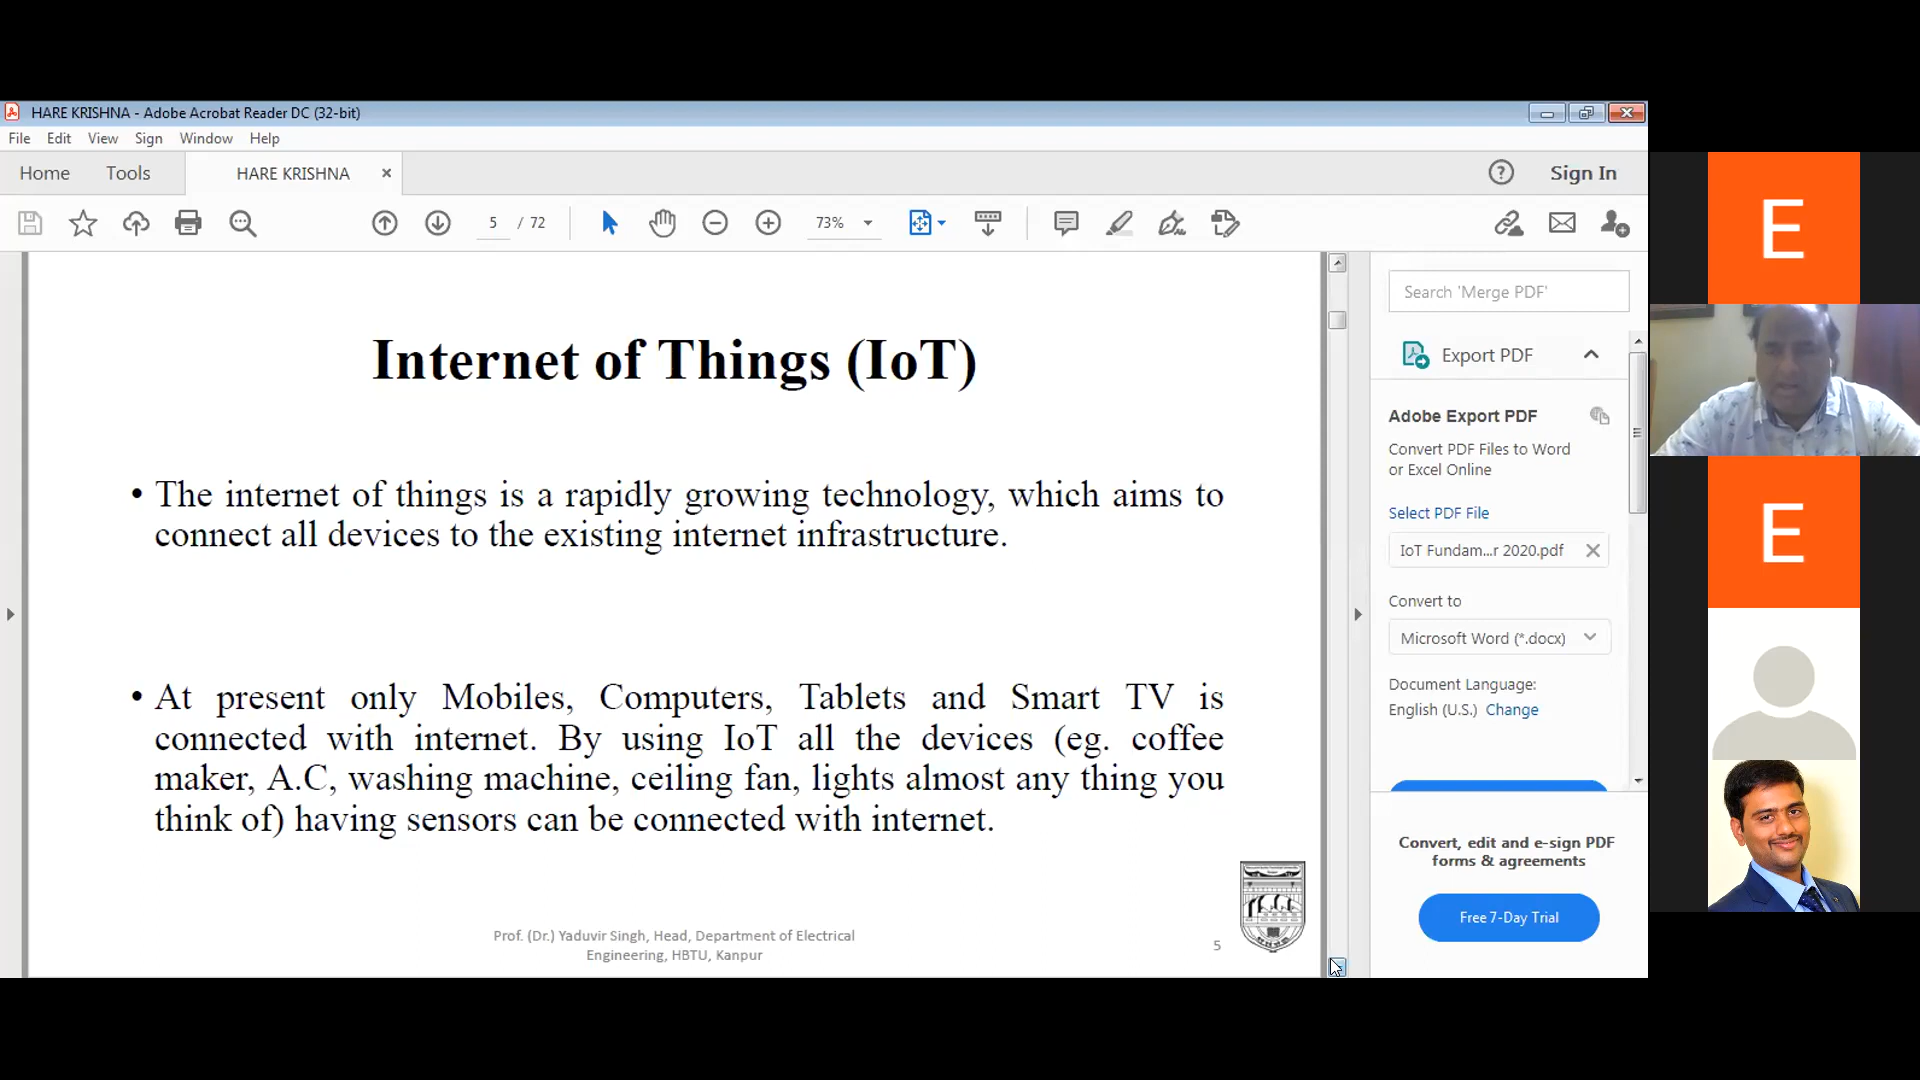 HARE KRISHNA - Adobe Acrobat Reader DC (32-bit)
File Edit View Sign Window Help
Home Tools HARE KRISHNA
Sign In
5 / 72 73%
Search 'Merge PDF'
Export PDF
Adobe Export PDF
Convert PDF Files to Word
or Excel Online
Select PDF File
IoT Fundam...r 2020.pdf
Convert to
Microsoft Word (*.docx)
Document Language:
English (U.S.) Change
Convert, edit and e-sign PDF
forms & agreements
Free 7-Day Trial
Internet of Things (IoT)
• The internet of things is a rapidly growing technology, which aims to
connect all devices to the existing internet infrastructure.
• At present only Mobiles, Computers, Tablets and Smart TV is
connected with internet. By using IoT all the devices (eg. coffee
maker, A.C, washing machine, ceiling fan, lights almost any thing you
think of) having sensors can be connected with internet.
Prof. (Dr.) Yaduvir Singh, Head, Department of Electrical
Engineering, HBTU, Kanpur
5
E
E